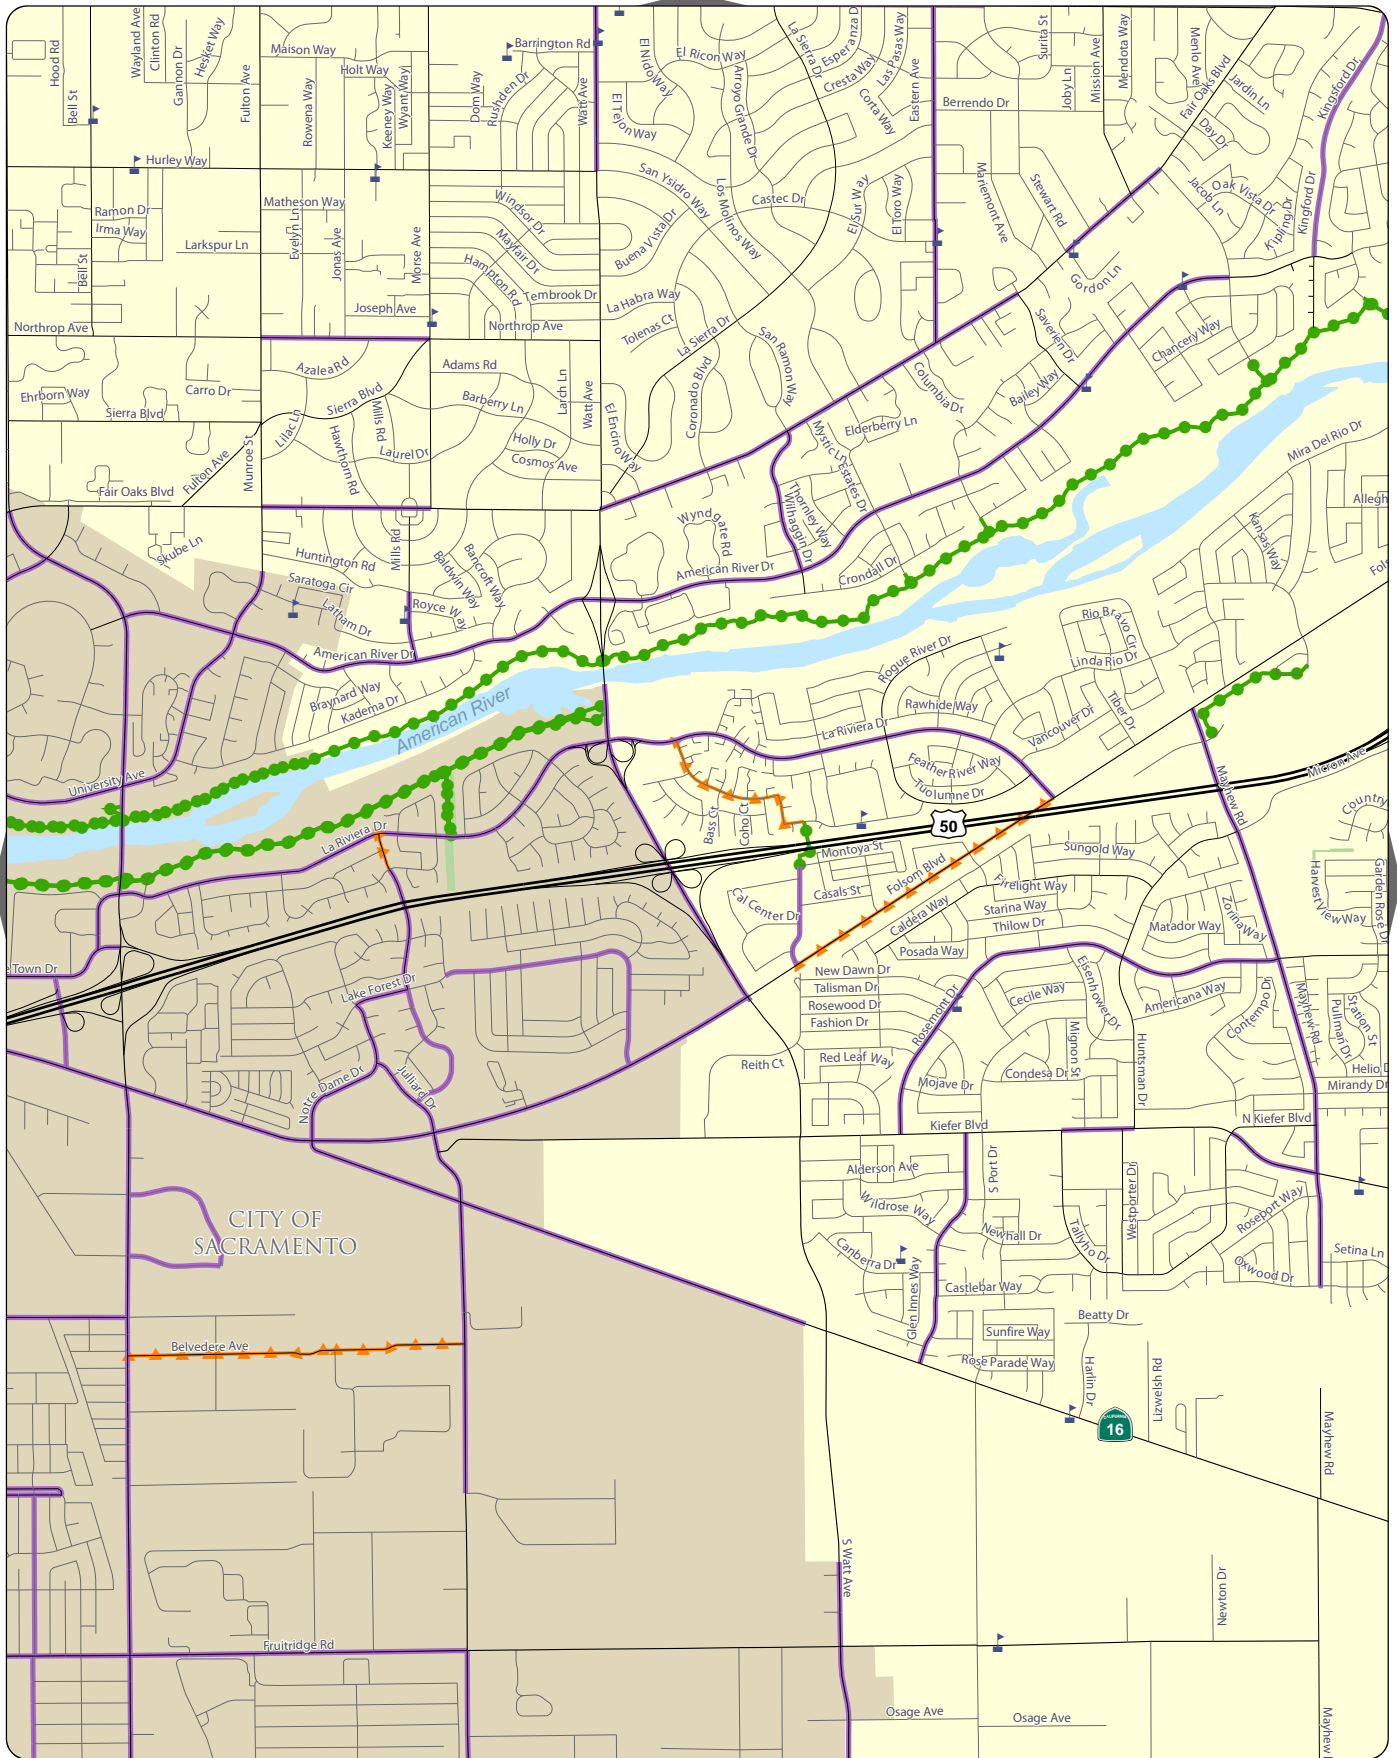 Hood Rd
Bell St
Wayland Ave
Clinton Rd
Gannon Dr
Hesket Way
Fulton Ave
Maison Way
Holt Way
Rowena Way
Keeney Way
Wyant Way
Dom Way
Rushden Dr
Barrington Rd
Watt Ave
El Nido Way
El Ricon Way
El Tejon Way
Arroyo Grande Dr
La Sierra Dr
Esperanza D
Cresta Way
Las Pasas Way
Corta Way
Eastern Ave
Berrendo Dr
Surita St
Joby Ln
Mission Ave
Mendota Way
Menlo Ave
Fair Oaks Blvd
Jardin Ln
Day Dr
Kingsford Dr
Hurley Way
Ramon Dr
Irma Way
Bell St
Larkspur Ln
Matheson Way
Evelyn Ln
Jonas Ave
Morse Ave
Joseph Ave
Windsor Dr
Mayfair Dr
Hampton Rd
Tembrook Dr
Northrop Ave
Northrop Ave
San Ysidro Way
Buena Vista Dr
Los Molinos Way
Castec Dr
El Sur Way
El Toro Way
Mariemont Ave
Stewart Rd
Gordon Ln
Jacob Ln
Oak Vista Dr
Kipling Dr
Kingford Dr
La Habra Way
Tolenas Ct
La Sierra Dr
San Ramon Way
Coronado Blvd
Saverien Dr
Chancery Way
Bailey Way
Columbia Dr
Elderberry Ln
Mystic Ln
Estates Dr
Ehrborn Way
Carro Dr
Sierra Blvd
Azalea Rd
Sierra Blvd
Lilac Ln
Mills Rd
Hawthorn Rd
Laurel Dr
Adams Rd
Barberry Ln
Larch Ln
Watt Ave
Holly Dr
Cosmos Ave
El Encino Way
Munroe St
Fulton Ave
Fair Oaks Blvd
Skube Ln
Mira Del Rio Dr
Allegh
Kansas Way
Fols
Thornley Way
Wilhaggin Dr
Wyndgate Rd
American River Dr
Crondall Dr
Huntington Rd
Saratoga Cir
Latham Dr
Mills Rd
Baldwin Way
Bancroft Way
Royce Way
American River Dr
Braynard Way
Kadema Dr
American River
University Ave
Rogue River Dr
Rawhide Way
La Riviera Dr
Rio Bravo Cir
Linda Rio Dr
Tiber Dr
Vancouver Dr
Feather River Way
Tuolumne Dr
Mayhew Rd
Micron Ave
Country
La Riviera Dr
Bass Ct
Coho Ct
50
Montoya St
Casals St
Folsom Blvd
Cal Center Dr
Caldera Way
Sungold Way
Firelight Way
Starina Way
Thilow Dr
Posada Way
Matador Way
Zorina Way
Harvest View Way
Garden Rose Dr
e Town Dr
Lake Forest Dr
New Dawn Dr
Talisman Dr
Rosewood Dr
Fashion Dr
Rosemont Dr
Cecile Way
Eisenhower Dr
Americana Way
Contempo Dr
Mayhew Rd
Pullman Dr
Station St
Reith Ct
Red Leaf Way
Mojave Dr
Mignon St
Condesa Dr
Huntsman Dr
Helio D
Mirandy Dr
N Kiefer Blvd
Kiefer Blvd
Notre Dame Dr
Julliard Dr
Alderson Ave
S Port Dr
Wildrose Way
Westporter Dr
Newhall Dr
Tallyho Dr
Roseport Way
Setina Ln
Oxwood Dr
Canberra Dr
Glen Innes Way
Castlebar Way
Beatty Dr
Sunfire Way
Rose Parade Way
Harlin Dr
Lizwelsh Rd
CITY OF
SACRAMENTO
Belvedere Ave
CALIFORNIA
16
Mayhew Rd
S Watt Ave
Newton Dr
Fruitridge Rd
Osage Ave
Osage Ave
Mayhew